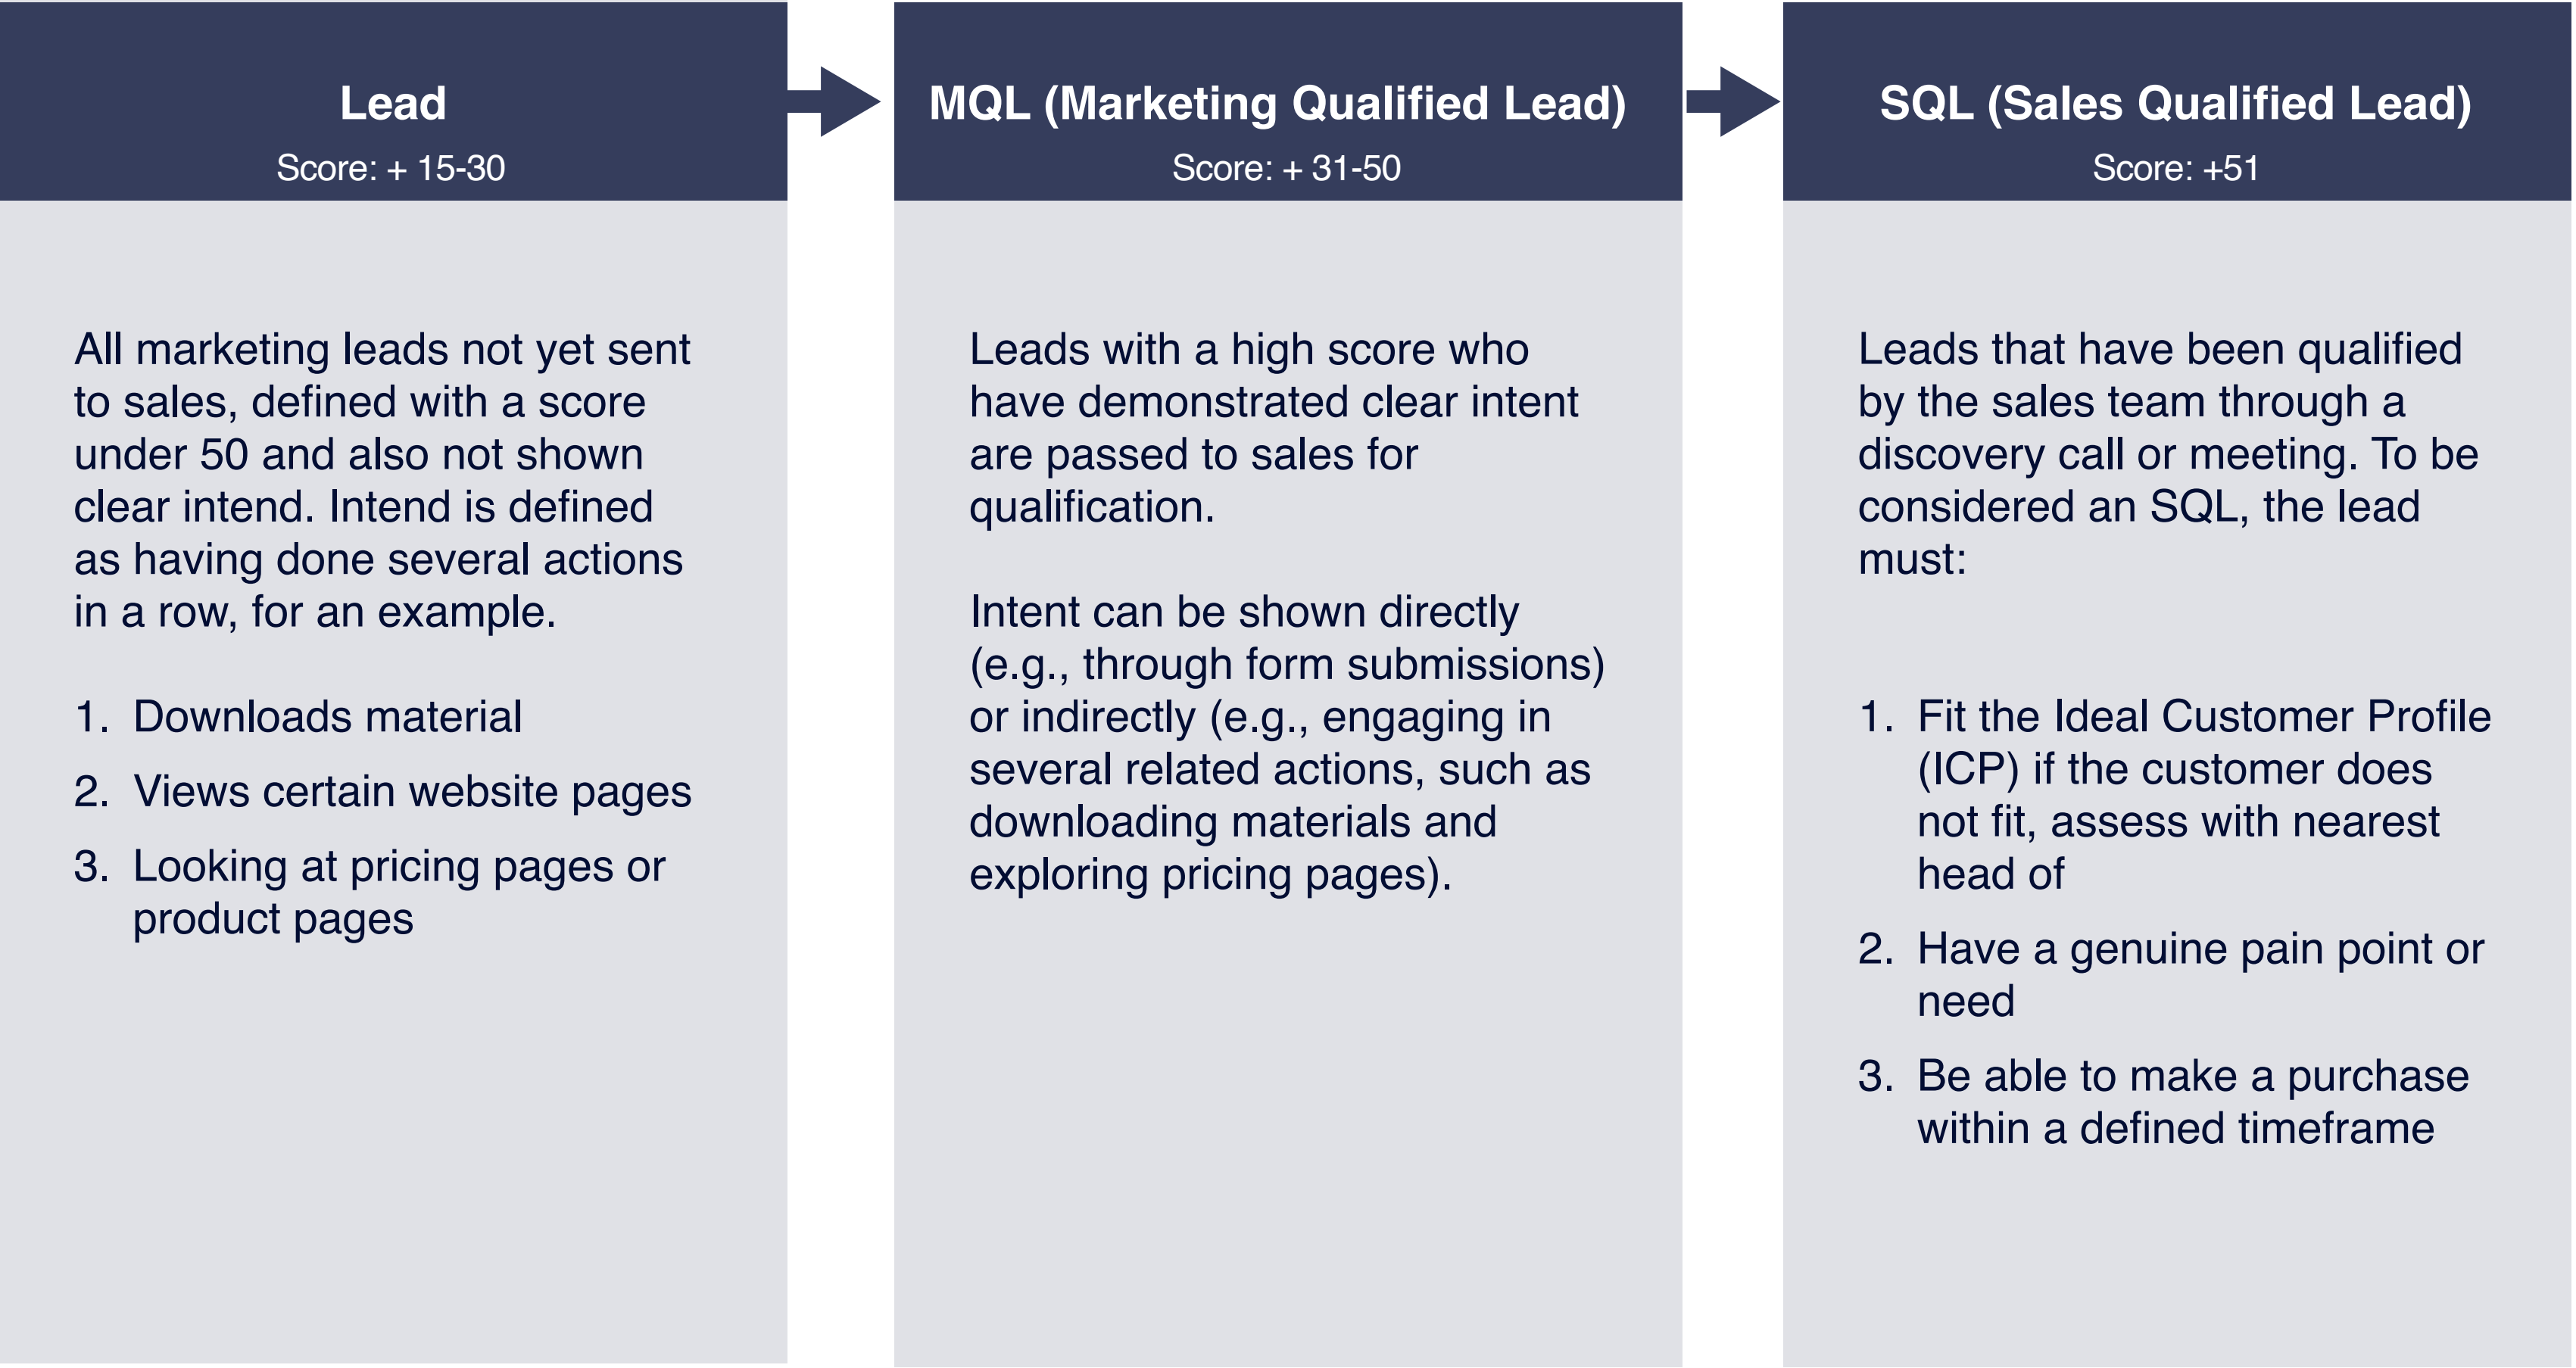 Lead
Score: + 15-30
All marketing leads not yet sent
to sales, defined with a score
under 50 and also not shown
clear intend. Intend is defined
as having done several actions
in a row, for an example.
1. Downloads material
2. Views certain website pages
3. Looking at pricing pages or
product pages
MQL (Marketing Qualified Lead)
Score: + 31-50
Leads with a high score who
have demonstrated clear intent
are passed to sales for
qualification.
Intent can be shown directly
(e.g., through form submissions)
or indirectly (e.g., engaging in
several related actions, such as
downloading materials and
exploring pricing pages).
SQL (Sales Qualified Lead)
Score: +51
Leads that have been qualified
by the sales team through a
discovery call or meeting. To be
considered an SQL, the lead
must:
1. Fit the Ideal Customer Profile
(ICP) if the customer does
not fit, assess with nearest
head of
2. Have a genuine pain point or
need
3. Be able to make a purchase
within a defined timeframe